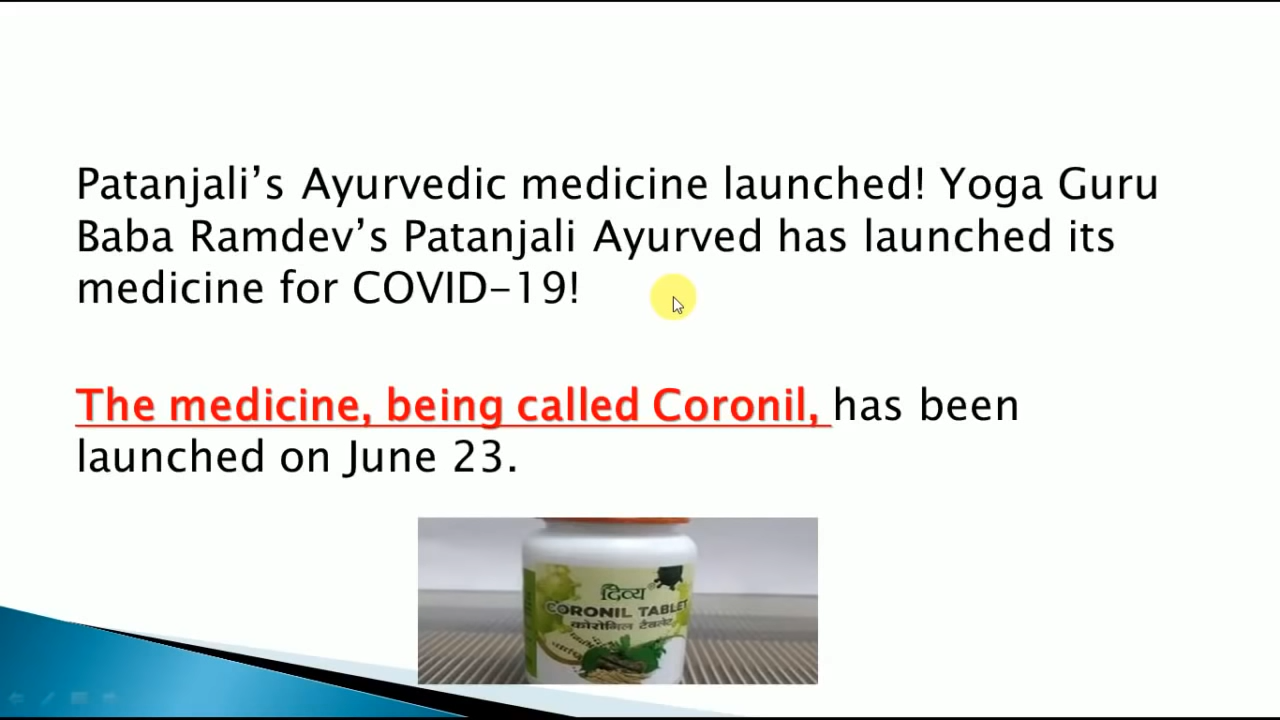 Patanjali’s Ayurvedic medicine launched! Yoga Guru
Baba Ramdev’s Patanjali Ayurved has launched its
medicine for COVID-19!
The medicine, being called Coronil, has been
launched on June 23.
दिव्य
CORONIL TABLET
कोरोनिल टैबलेट